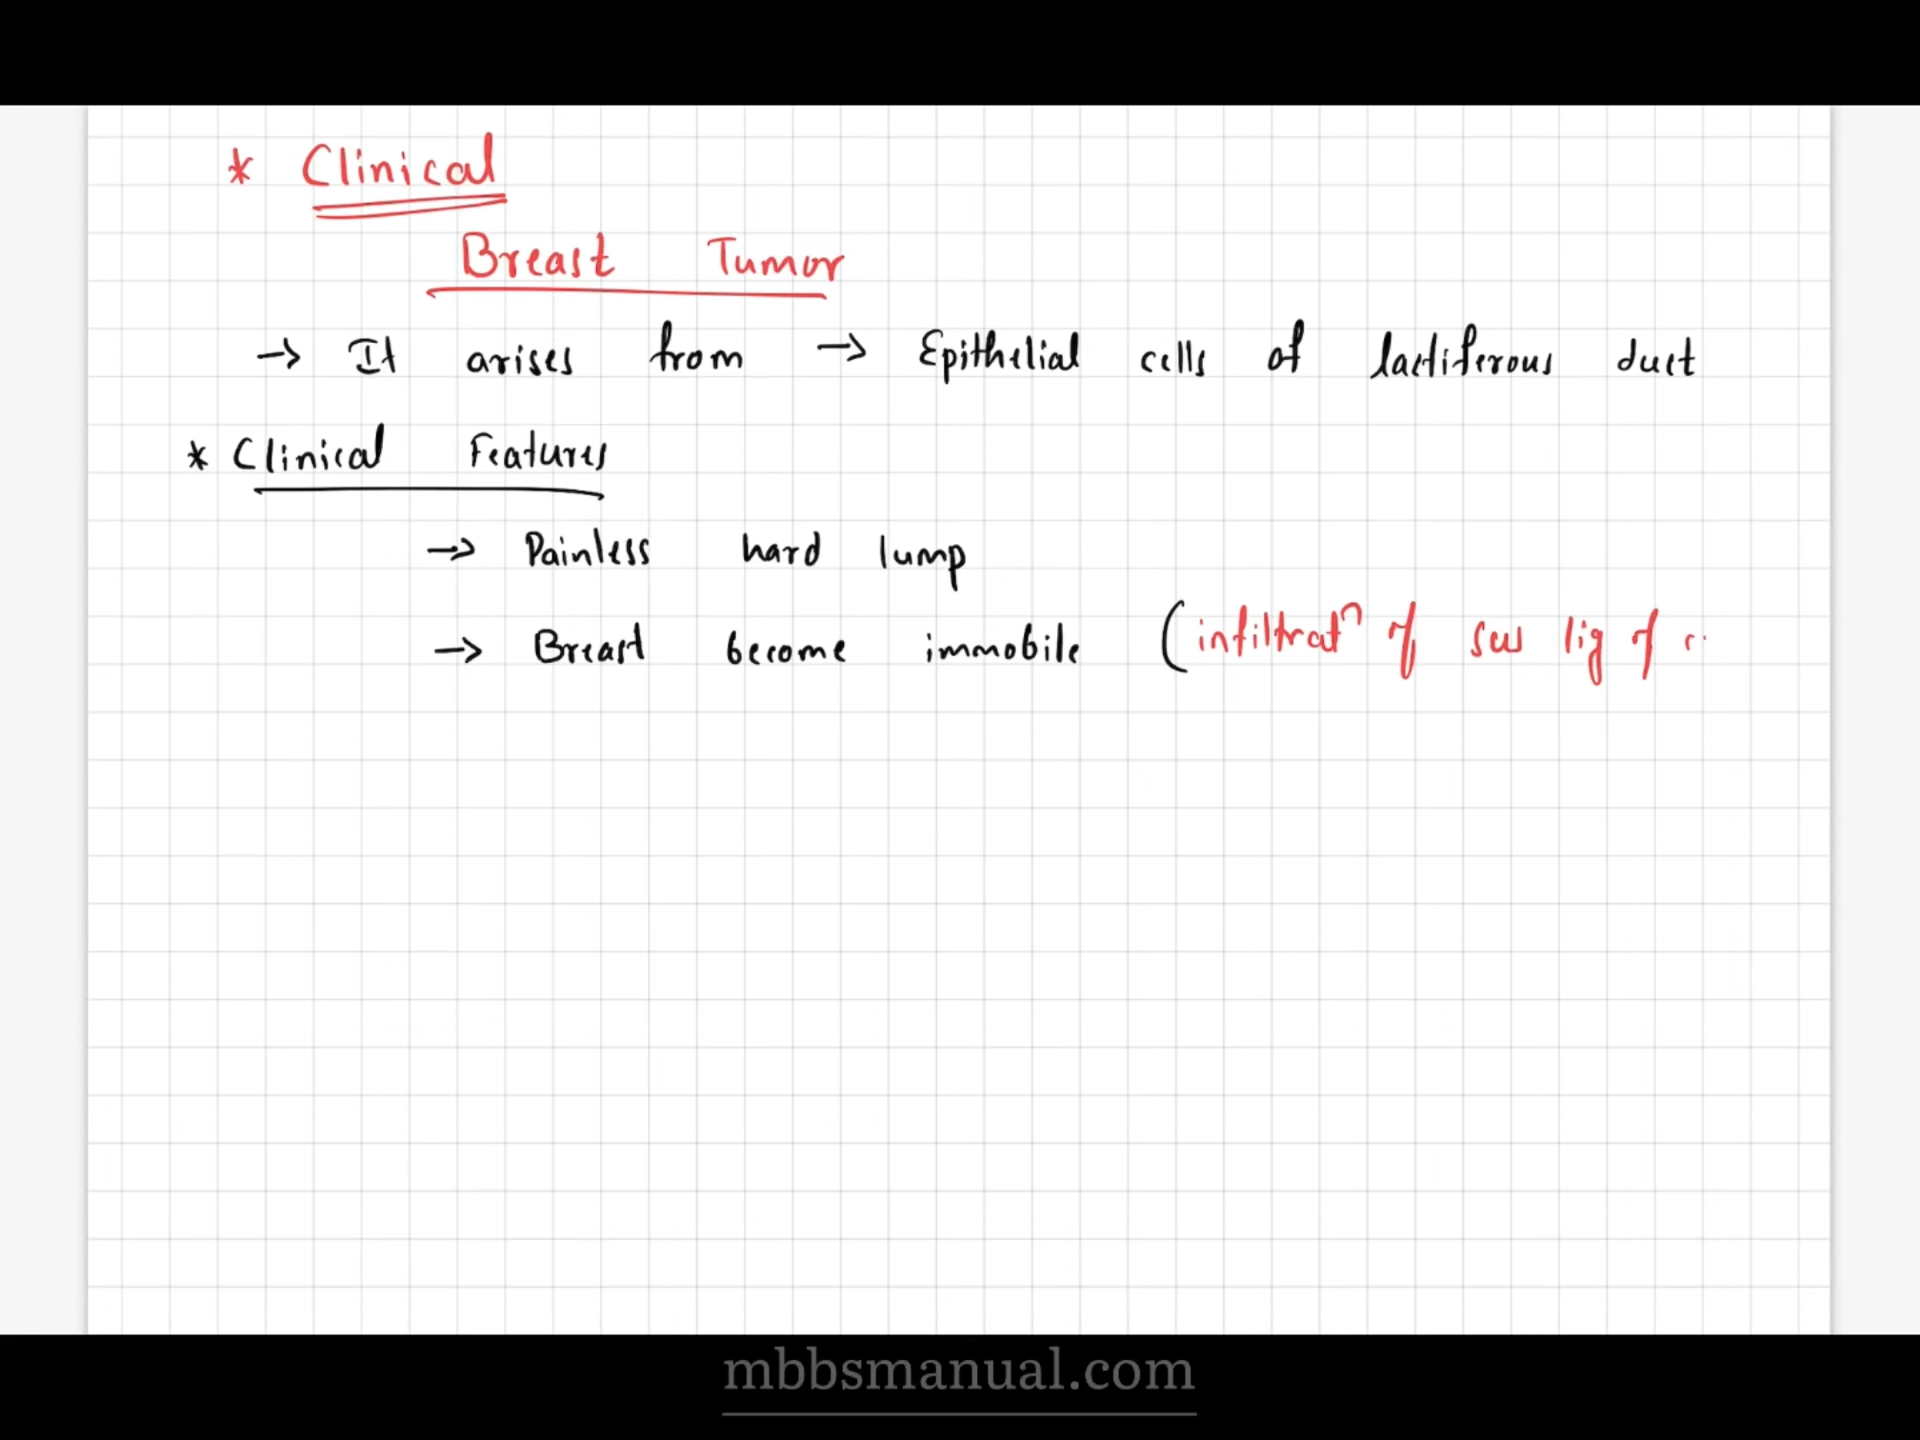 * Clinical
Breast Tumor
→ It arises from → Epithelial cells of lactiferous duct
* Clinical Features
→ Painless hard lump
→ Breast become immobile (infiltratⁿ of sus lig of c
mbbsmanual.com